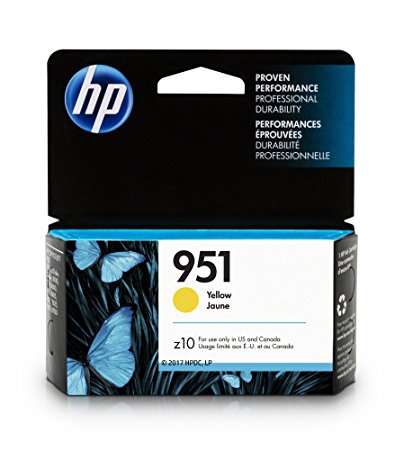 hp
PROVEN
PERFORMANCE
PROFESSIONAL
DURABILITY
PERFORMANCES
ÉPROUVÉES
DURABILITÉ
PROFESSIONNELLE
951
Yellow
Jaune
z10
For use only in US and Canada
Usage limité aux É.-U. et au Canada
© 2017 HPDC, LP